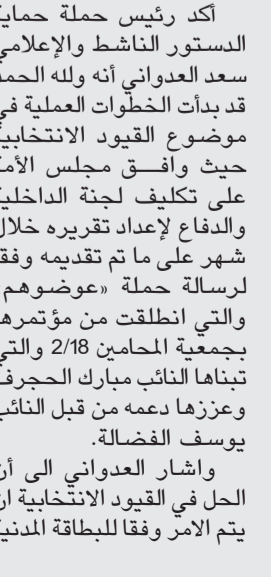 أكد رئيس حملة حماية
الدستور الناشط والإعلامي
سعد العدواني أنه ولله الحمد
قد بدأت الخطوات العملية في
موضوع القيود الانتخابية
حيث وافق مجلس الأمة
على تكليف لجنة الداخلية
والدفاع لإعداد تقريره خلال
شهر على ما تم تقديمه وفقا
لرسالة حملة «عوضوهم»
والتي انطلقت من مؤتمرها
بجمعية المحامين 2/18 والتي
تبناها النائب مبارك الحجرف
وعززها دعمه من قبل النائب
يوسف الفضالة.
واشار العدواني الى أن
الحل في القيود الانتخابية ان
يتم الامر وفقا للبطاقة المدنية